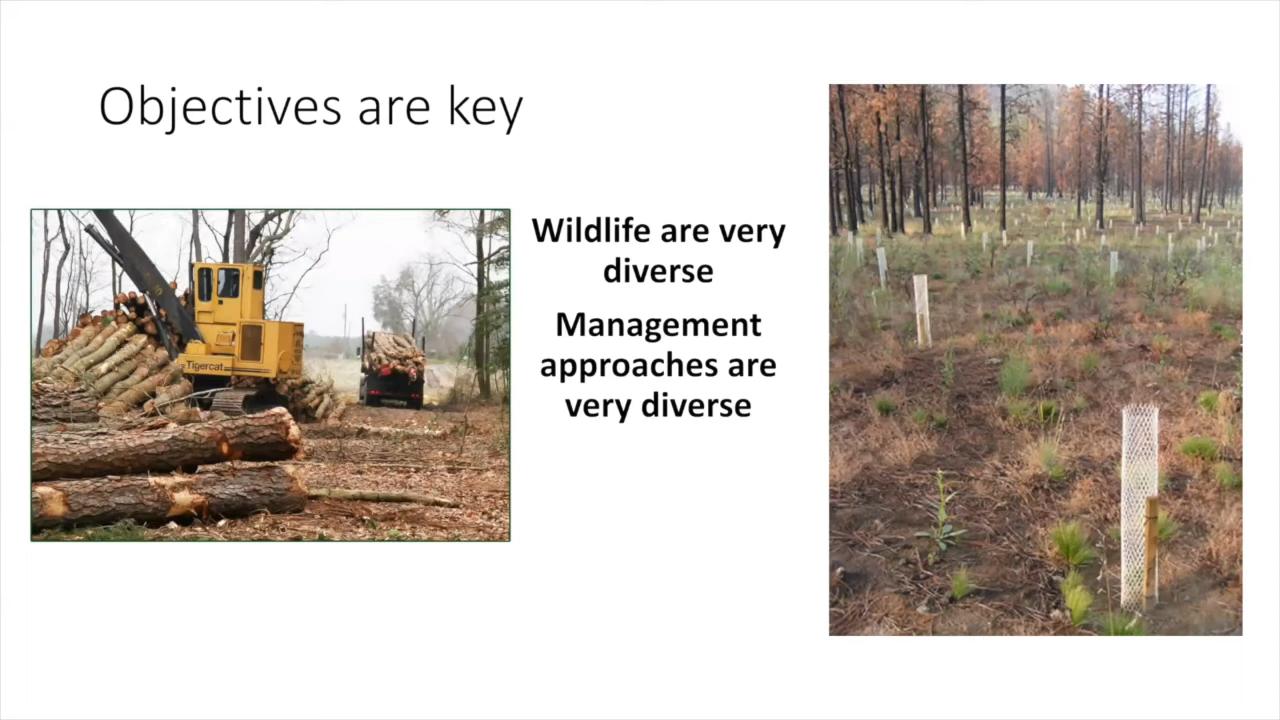 Objectives are key
Tigercat
Wildlife are very
diverse
Management
approaches are
very diverse